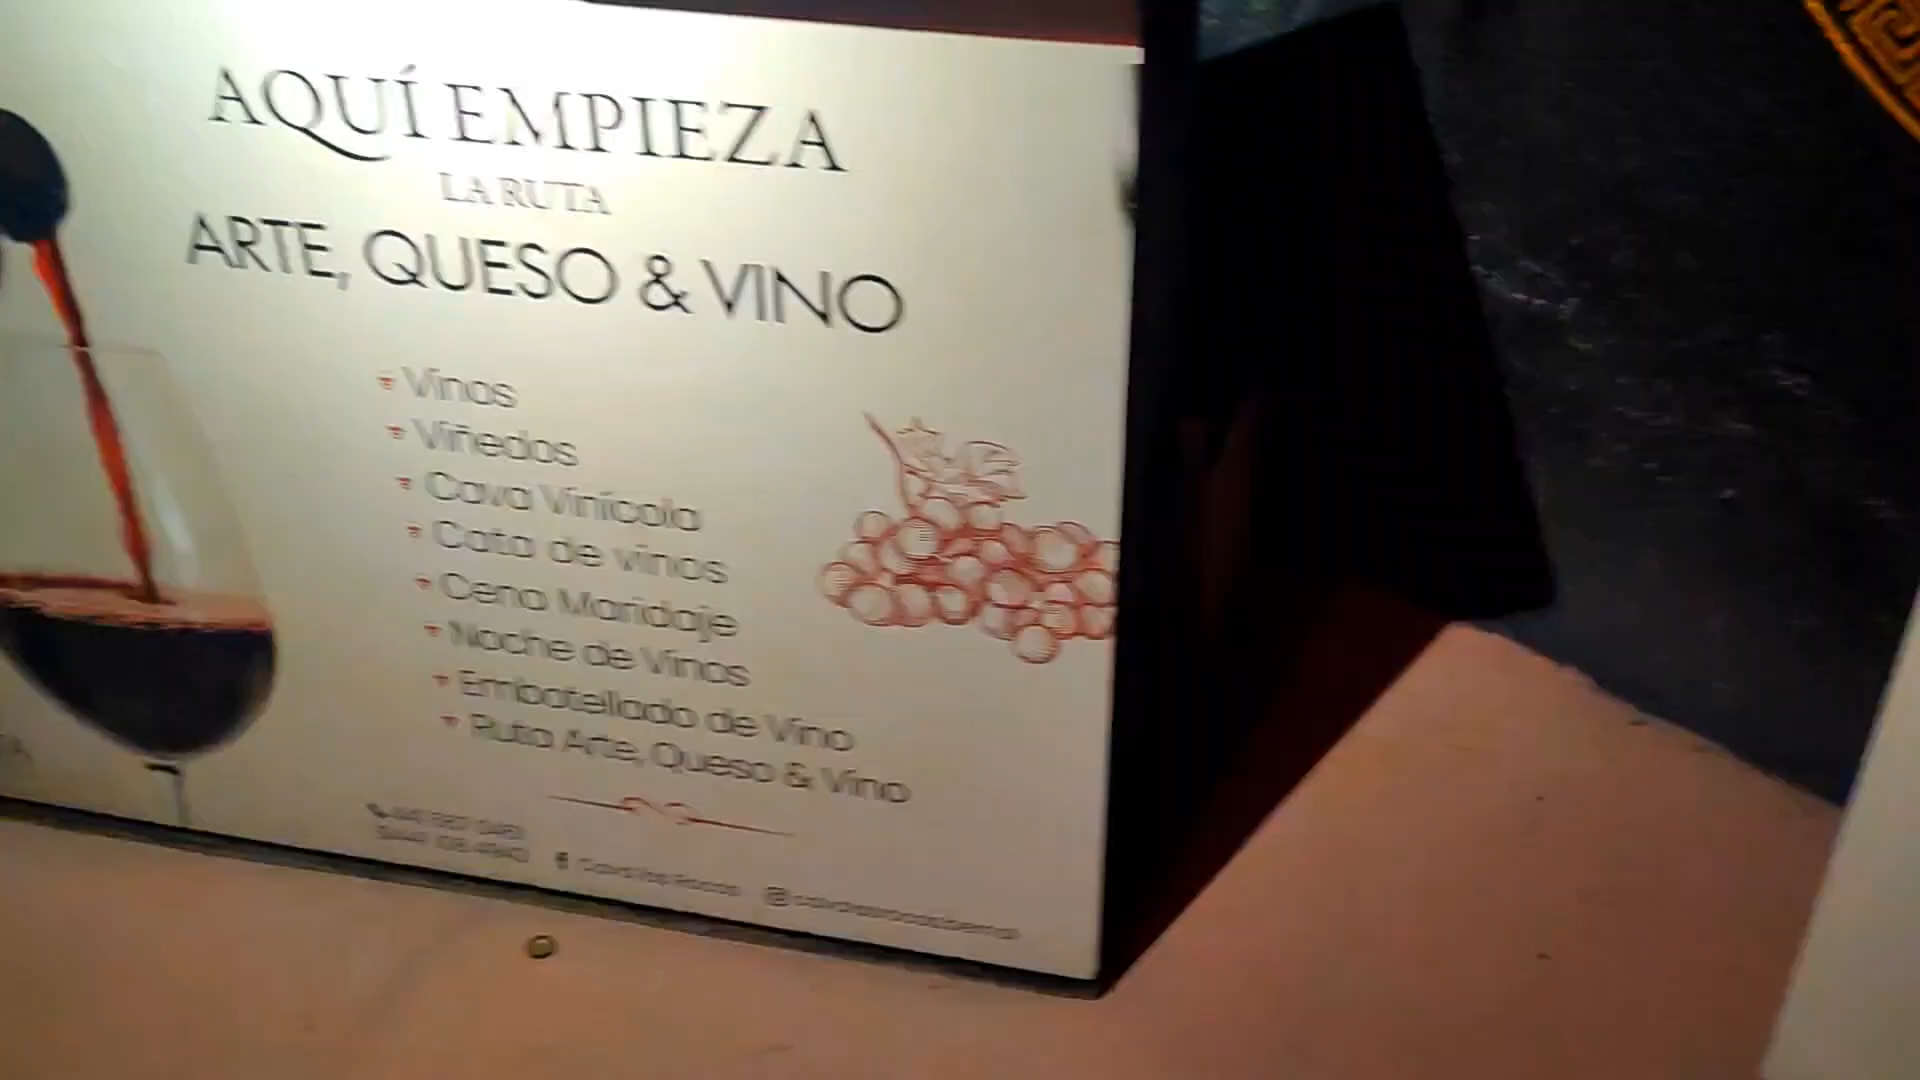 AQUÍ EMPIEZA
LA RUTA
ARTE, QUESO & VINO
Vinos
Viñedos
Cava Vinícola
Cata de vinos
Cena Maridaje
Noche de Vinos
Embotellado de Vino
Ruta Arte, Queso & Vino